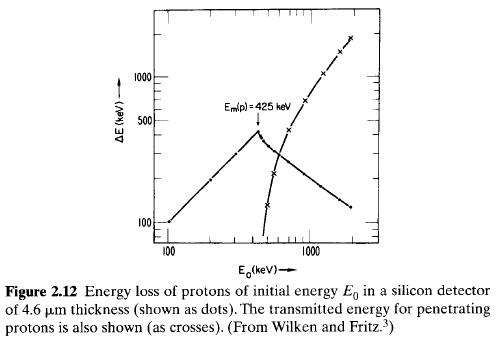 1000
500
100
ΔE (keV)
Em(p)=425 keV
100
1000
E0(keV)
Figure 2.12 Energy loss of protons of initial energy E0 in a silicon detector
of 4.6 μm thickness (shown as dots). The transmitted energy for penetrating
protons is also shown (as crosses). (From Wilken and Fritz.3)